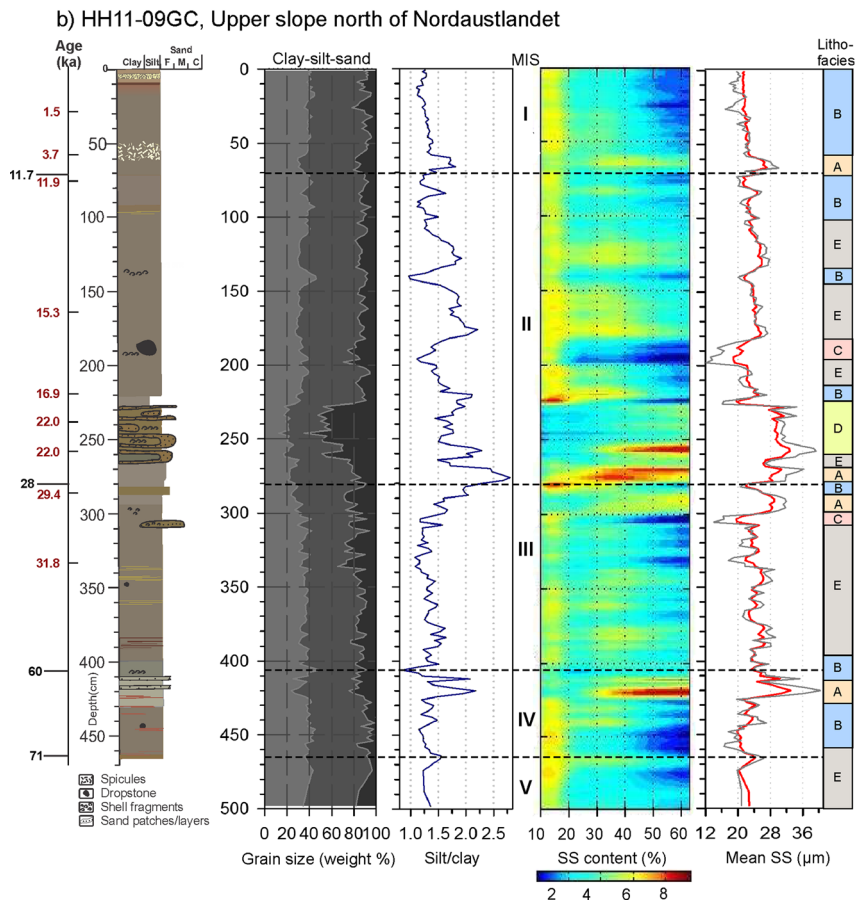 b) HH11-09GC, Upper slope north of Nordaustlandet
Age
(ka)
Sand
Clay Silt F M C
Clay-silt-sand
MIS
Litho-
facies
0
50
100
150
200
250
300
350
400
450
Depth(cm)
1.5
3.7
11.7
11.9
15.3
16.9
22.0
22.0
28
29.4
31.8
60
71
0
50
100
150
200
250
300
350
400
450
500
I
II
III
IV
V
B
A
B
E
B
E
C
E
B
D
E
A
B
A
C
E
B
A
B
E
Spicules
Dropstone
Shell fragments
Sand patches/layers
0 20 40 60 80 100
Grain size (weight %)
1.0 1.5 2.0 2.5
Silt/clay
10 20 30 40 50 60
SS content (%)
12 20 28 36
Mean SS (µm)
2 4 6 8